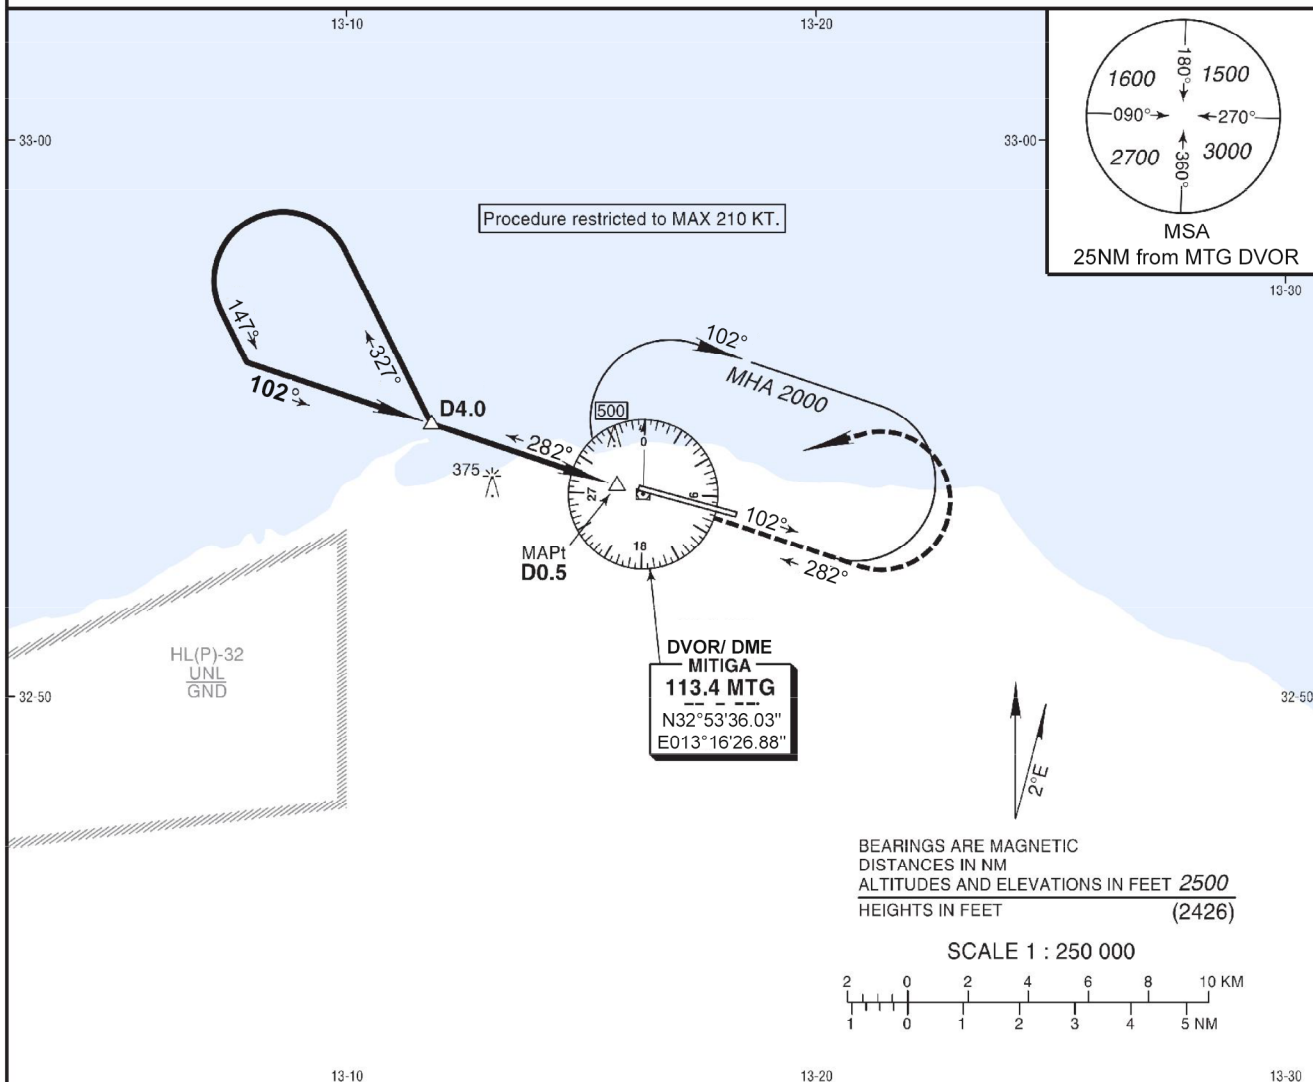 13-10
13-20
180°
1600
1500
090°
270°
33-00
33-00
2700
360°
3000
Procedure restricted to MAX 210 KT.
MSA
25NM from MTG DVOR
13-30
147°
327°
102°
102°
MHA 2000
D4.0
500
0
282°
375
27
9
102°
18
MAPt
D0.5
282°
DVOR/ DME
MITIGA
113.4 MTG
N32°53'36.03"
E013°16'26.88"
HL(P)-32
UNL
GND
32-50
32-50
2°E
BEARINGS ARE MAGNETIC
DISTANCES IN NM
ALTITUDES AND ELEVATIONS IN FEET 2500
HEIGHTS IN FEET (2426)
SCALE 1 : 250 000
2 0 2 4 6 8 10 KM
1 0 1 2 3 4 5 NM
13-10
13-20
13-30